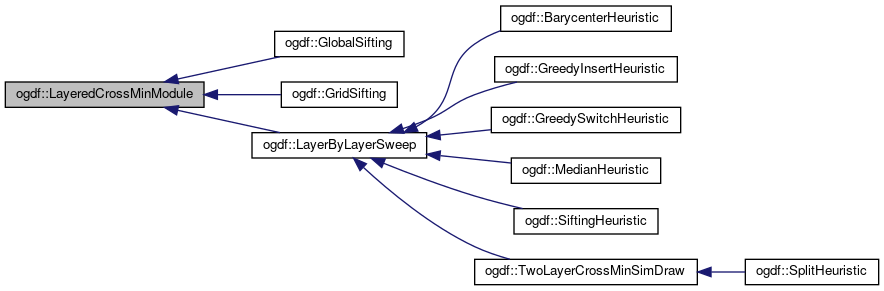 ogdf::LayeredCrossMinModule
ogdf::GlobalSifting
ogdf::GridSifting
ogdf::LayerByLayerSweep
ogdf::BarycenterHeuristic
ogdf::GreedyInsertHeuristic
ogdf::GreedySwitchHeuristic
ogdf::MedianHeuristic
ogdf::SiftingHeuristic
ogdf::TwoLayerCrossMinSimDraw
ogdf::SplitHeuristic